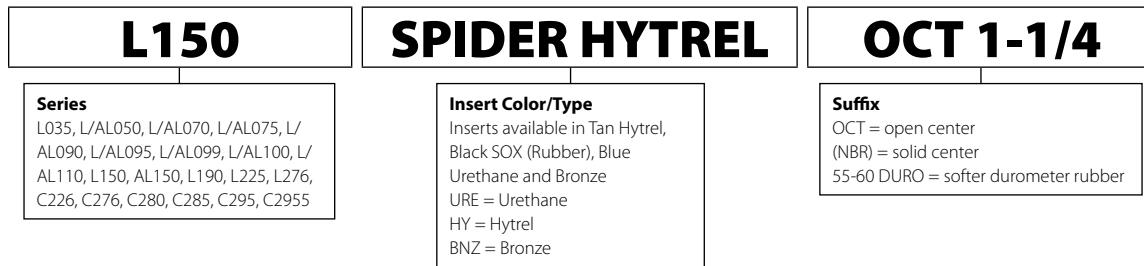 L150
SPIDER HYTREL
OCT 1-1/4
Series
L035, L/AL050, L/AL070, L/AL075, L/
AL090, L/AL095, L/AL099, L/AL100, L/
AL110, L150, AL150, L190, L225, L276,
C226, C276, C280, C285, C295, C2955
Insert Color/Type
Inserts available in Tan Hytrel,
Black SOX (Rubber), Blue
Urethane and Bronze
URE = Urethane
HY = Hytrel
BNZ = Bronze
Suffix
OCT = open center
(NBR) = solid center
55-60 DURO = softer durometer rubber